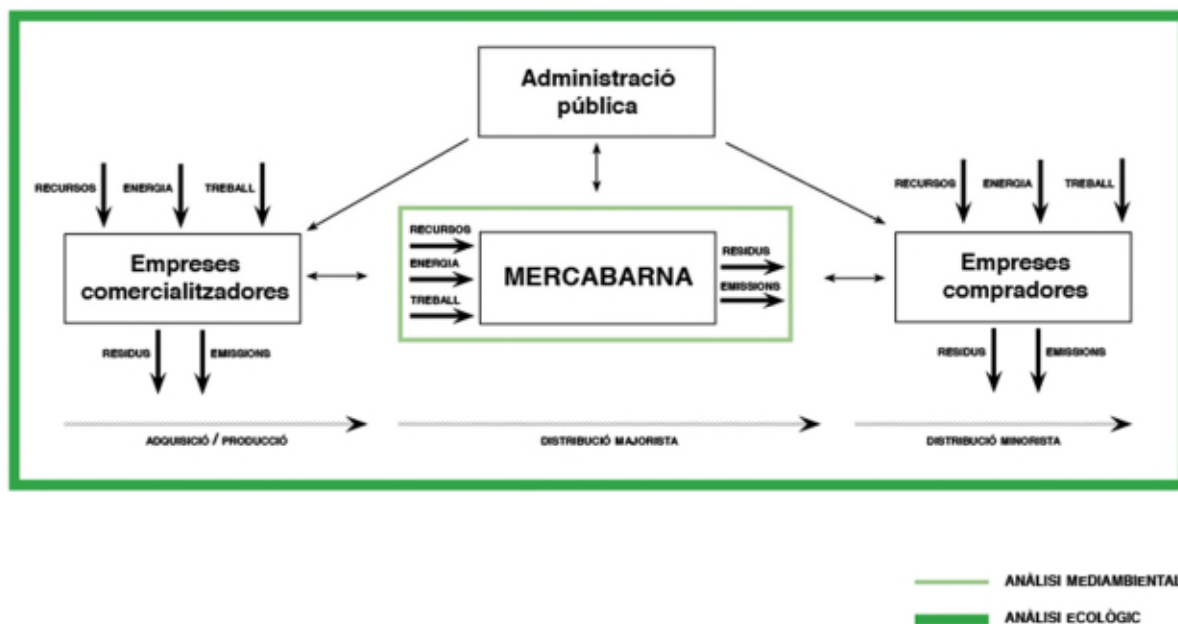 Administració
pública
RECURSOS
ENERGIA
TREBALL
Empreses
comercialitzadores
RESIDUS
EMISSIONS
RECURSOS
ENERGIA
TREBALL
MERCABARNA
RESIDUS
EMISSIONS
RECURSOS
ENERGIA
TREBALL
Empreses
compradores
RESIDUS
EMISSIONS
ADQUISICIÓ / PRODUCCIÓ
DISTRIBUCIÓ MAJORISTA
DISTRIBUCIÓ MINORISTA
ANÀLISI MEDIAMBIENTAL
ANÀLISI ECOLÒGIC